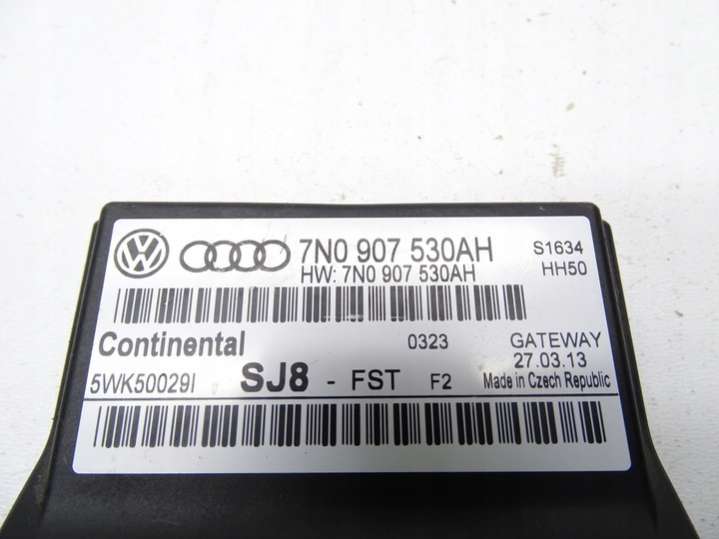 7N0 907 530AH S1634
HW: 7N0 907 530AH HH50
Continental 0323 GATEWAY
27.03.13
5WK50029I SJ8 - FST F2 Made in Czech Republic